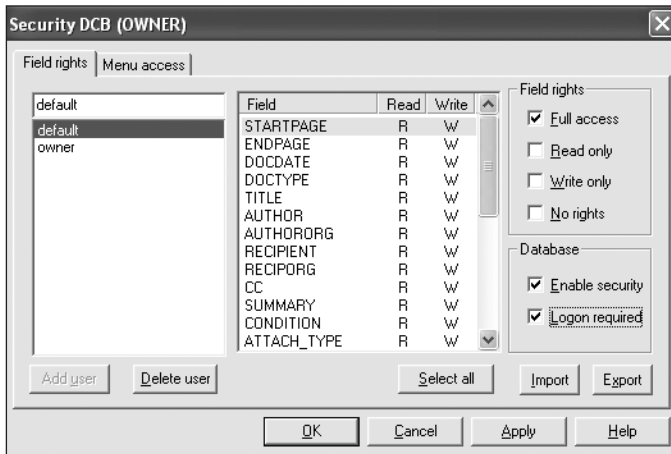 Security DCB (OWNER)
Field rights
Menu access
default
default
owner
Field Read Write
STARTPAGE R W
ENDPAGE R W
DOCDATE R W
DOCTYPE R W
TITLE R W
AUTHOR R W
AUTHORORG R W
RECIPIENT R W
RECIPORG R W
CC R W
SUMMARY R W
CONDITION R W
ATTACH_TYPE R W
Field rights
Full access
Read only
Write only
No rights
Database
Enable security
Logon required
Add user
Delete user
Select all
Import
Export
OK
Cancel
Apply
Help